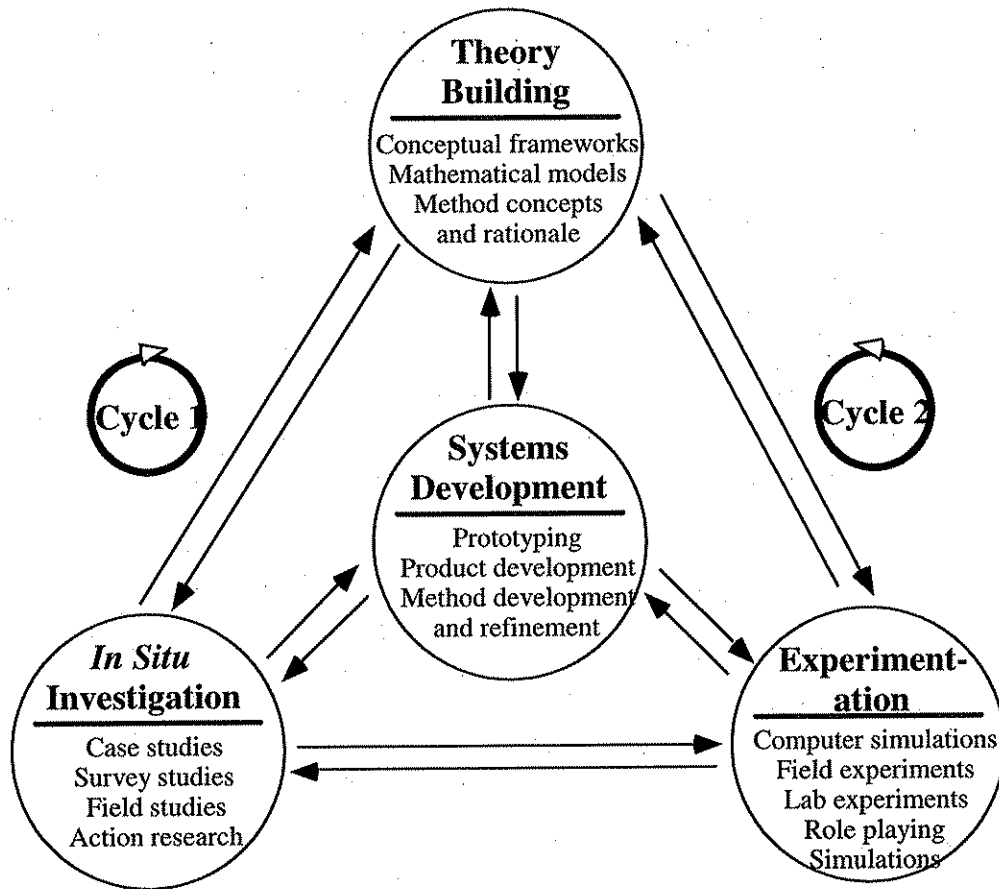 Theory
Building
Conceptual frameworks
Mathematical models
Method concepts
and rationale
Cycle 1
Cycle 2
Systems
Development
Prototyping
Product development
Method development
and refinement
In Situ
Investigation
Case studies
Survey studies
Field studies
Action research
Experiment-
ation
Computer simulations
Field experiments
Lab experiments
Role playing
Simulations